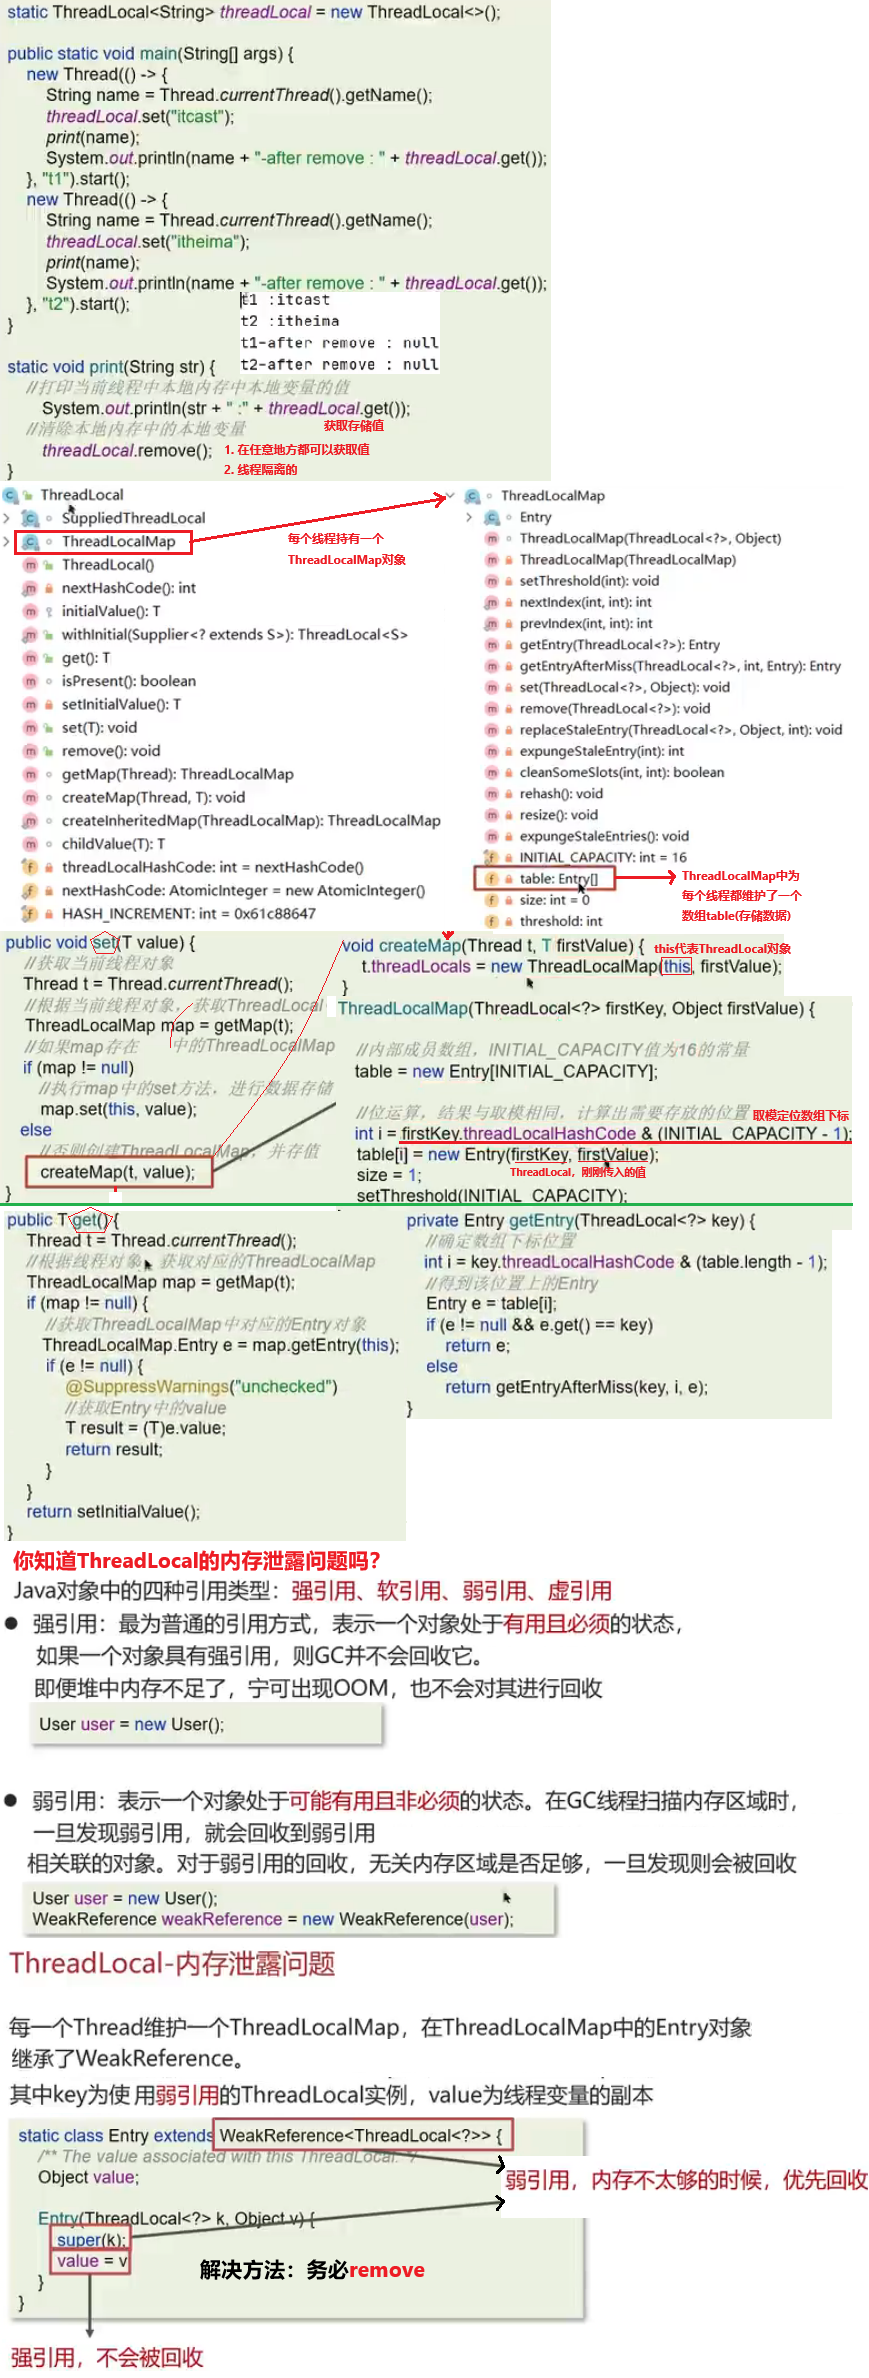 static ThreadLocal<String> threadLocal = new ThreadLocal<>();
public static void main(String[] args) {
new Thread(() -> {
String name = Thread.currentThread().getName();
threadLocal.set("itcast");
print(name);
System.out.println(name + "-after remove : " + threadLocal.get());
}, "t1").start();
new Thread(() -> {
String name = Thread.currentThread().getName();
threadLocal.set("itheima");
print(name);
System.out.println(name + "-after remove : " + threadLocal.get());
}, "t2").start();
}
t1 :itcast
t2 :itheima
t1-after remove : null
t2-after remove : null
static void print(String str) {
//打印当前线程中本地内存中本地变量的值
System.out.println(str + " :" + threadLocal.get());
获取存储值
//清除本地内存中的本地变量
threadLocal.remove();
1. 在任意地方都可以获取值
2. 线程隔离的
}
ThreadLocal
SuppliedThreadLocal
ThreadLocalMap
每个线程持有一个
ThreadLocalMap对象
ThreadLocal()
nextHashCode(): int
initialValue(): T
withInitial(Supplier<? extends S>): ThreadLocal<S>
get(): T
isPresent(): boolean
setInitialValue(): T
set(T): void
remove(): void
getMap(Thread): ThreadLocalMap
createMap(Thread, T): void
createInheritedMap(ThreadLocalMap): ThreadLocalMap
childValue(T): T
threadLocalHashCode: int = nextHashCode()
nextHashCode: AtomicInteger = new AtomicInteger()
HASH_INCREMENT: int = 0x61c88647
ThreadLocalMap
Entry
ThreadLocalMap(ThreadLocal<?>, Object)
ThreadLocalMap(ThreadLocalMap)
setThreshold(int): void
nextIndex(int, int): int
prevIndex(int, int): int
getEntry(ThreadLocal<?>): Entry
getEntryAfterMiss(ThreadLocal<?>, int, Entry): Entry
set(ThreadLocal<?>, Object): void
remove(ThreadLocal<?>): void
replaceStaleEntry(ThreadLocal<?>, Object, int): void
expungeStaleEntry(int): int
cleanSomeSlots(int, int): boolean
rehash(): void
resize(): void
expungeStaleEntries(): void
INITIAL_CAPACITY: int = 16
table: Entry[]
size: int = 0
threshold: int
ThreadLocalMap中为
每个线程都维护了一个
数组table(存储数据)
public void set(T value) {
//获取当前线程对象
Thread t = Thread.currentThread();
//根据当前线程对象，获取ThreadLocal
ThreadLocalMap map = getMap(t);
//如果map存在 中的ThreadLocalMap
if (map != null)
//执行map中的set方法，进行数据存储
map.set(this, value);
else
//否则创建ThreadLocalMap，并存值
createMap(t, value);
}
void createMap(Thread t, T firstValue) {
this代表ThreadLocal对象
t.threadLocals = new ThreadLocalMap(this, firstValue);
}
ThreadLocalMap(ThreadLocal<?> firstKey, Object firstValue) {
//内部成员数组，INITIAL_CAPACITY值为16的常量
table = new Entry[INITIAL_CAPACITY];
//位运算，结果与取模相同，计算出需要存放的位置
取模定位数组下标
int i = firstKey.threadLocalHashCode & (INITIAL_CAPACITY - 1);
table[i] = new Entry(firstKey, firstValue);
size = 1;
ThreadLocal，刚刚传入的值
setThreshold(INITIAL_CAPACITY);
public T get() {
Thread t = Thread.currentThread();
//根据线程对象，获取对应的ThreadLocalMap
ThreadLocalMap map = getMap(t);
if (map != null) {
//获取ThreadLocalMap中对应的Entry对象
ThreadLocalMap.Entry e = map.getEntry(this);
if (e != null) {
@SuppressWarnings("unchecked")
//获取Entry中的value
T result = (T)e.value;
return result;
}
}
return setInitialValue();
}
private Entry getEntry(ThreadLocal<?> key) {
//确定数组下标位置
int i = key.threadLocalHashCode & (table.length - 1);
//得到该位置上的Entry
Entry e = table[i];
if (e != null && e.get() == key)
return e;
else
return getEntryAfterMiss(key, i, e);
}
你知道ThreadLocal的内存泄露问题吗？
Java对象中的四种引用类型：强引用、软引用、弱引用、虚引用
● 强引用：最为普通的引用方式，表示一个对象处于有用且必须的状态，
如果一个对象具有强引用，则GC并不会回收它。
即便堆中内存不足了，宁可出现OOM，也不会对其进行回收
User user = new User();
● 弱引用：表示一个对象处于可能有用且非必须的状态。在GC线程扫描内存区域时，
一旦发现弱引用，就会回收到弱引用
相关联的对象。对于弱引用的回收，无关内存区域是否足够，一旦发现则会被回收
User user = new User();
WeakReference weakReference = new WeakReference(user);
ThreadLocal-内存泄露问题
每一个Thread维护一个ThreadLocalMap，在ThreadLocalMap中的Entry对象
继承了WeakReference。
其中key为使用弱引用的ThreadLocal实例，value为线程变量的副本
static class Entry extends WeakReference<ThreadLocal<?>> {
/** The value associated with this ThreadLocal. */
Object value;
弱引用，内存不太够的时候，优先回收
Entry(ThreadLocal<?> k, Object v) {
super(k);
value = v
解决方法：务必remove
}
}
强引用，不会被回收